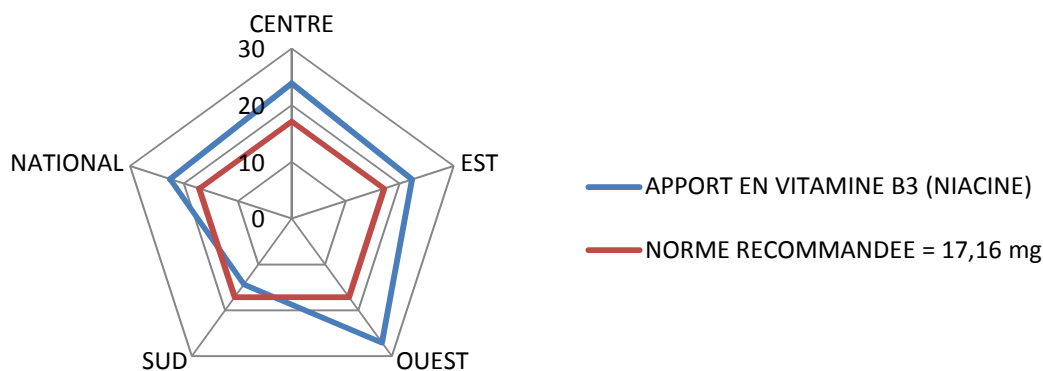 CENTRE
30
20
10
0
EST
OUEST
SUD
NATIONAL
APPORT EN VITAMINE B3 (NIACINE)
NORME RECOMMANDEE = 17,16 mg